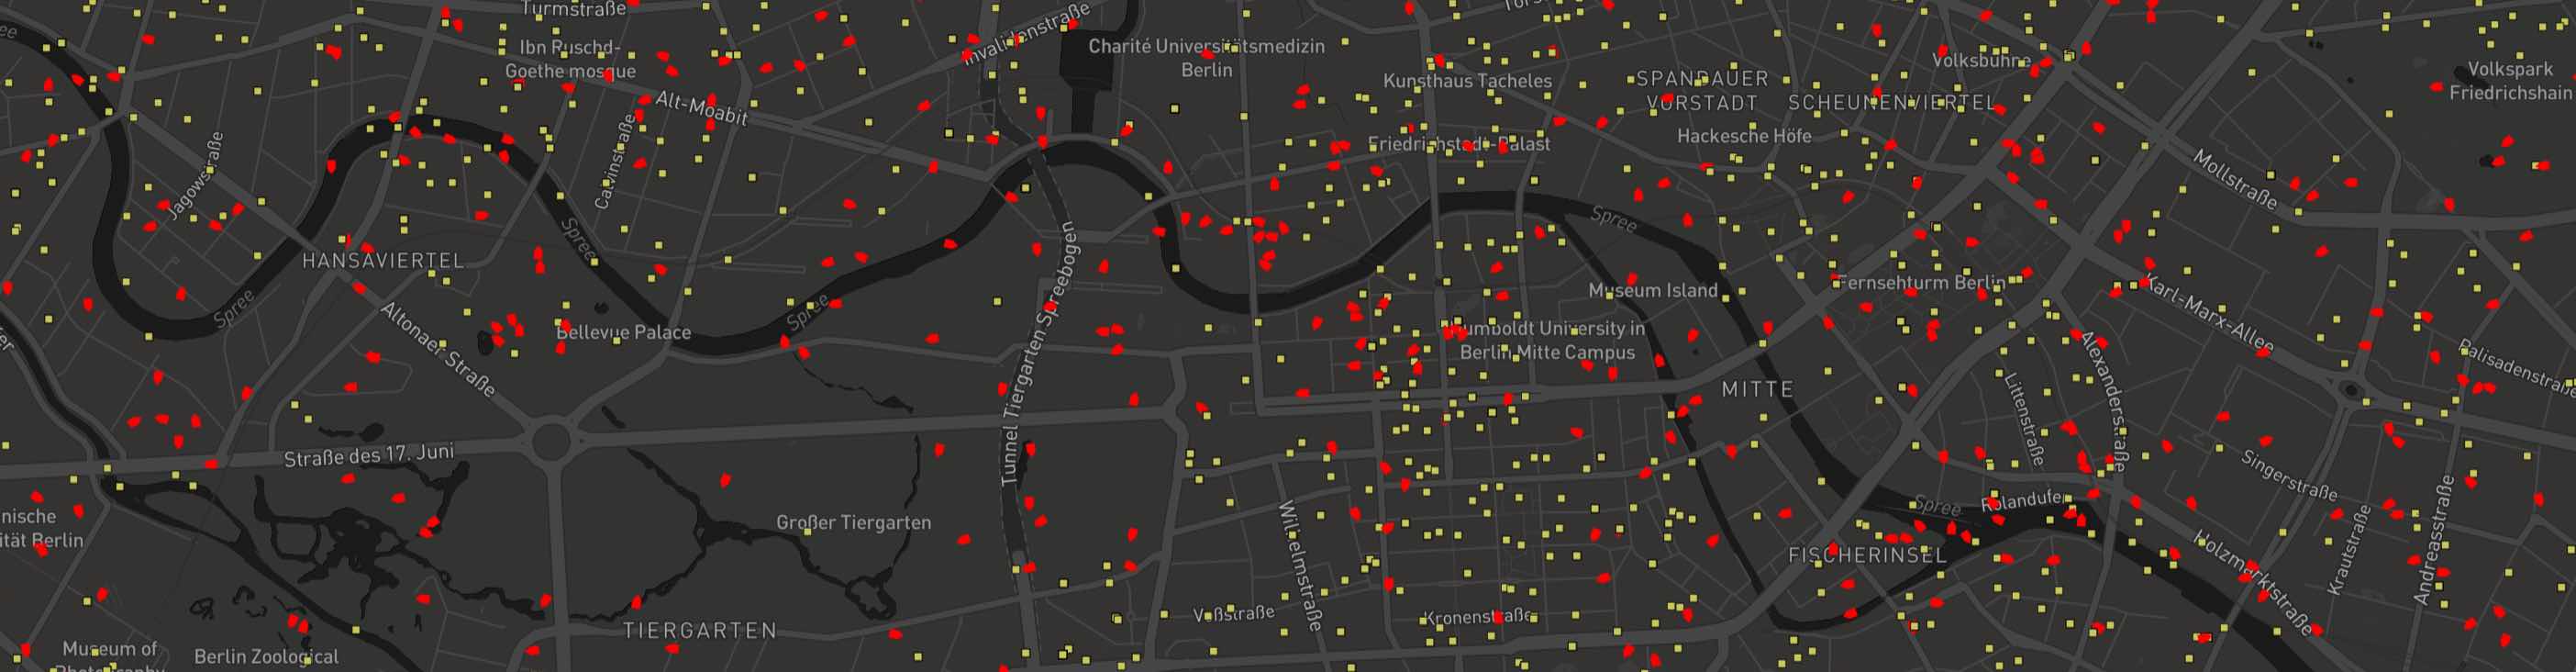 Turmstraße
Invalidenstraße
Ibn Ruschd-
Goethe mosque
Charité Universitätsmedizin
Berlin
Kunsthaus Tacheles
SPANDAUER
VORSTADT
SCHEUNENVIERTEL
Volksbühne
Volkspark
Friedrichshain
Alt-Moabit
Jagowstraße
Calvinstraße
Friedrichstadt-Palast
Hackesche Höfe
Mollstraße
HANSAVIERTEL
Spree
Spree
Spree
Spree
Museum Island
Fernsehturm Berlin
Karl-Marx-Allee
Altonaer Straße
Bellevue Palace
Tunnel Tiergarten Spreebogen
Humboldt University in
Berlin Mitte Campus
MITTE
Alexanderstraße
Littenstraße
Palisadenstraße
Straße des 17. Juni
Großer Tiergarten
Singerstraße
Wilhelmstraße
Spree
Rolandufer
FISCHERINSEL
Holzmarktstraße
Krautstraße
Andreasstraße
nische
ität Berlin
Voßstraße
Kronenstraße
TIERGARTEN
Museum of
Photography
Berlin Zoological